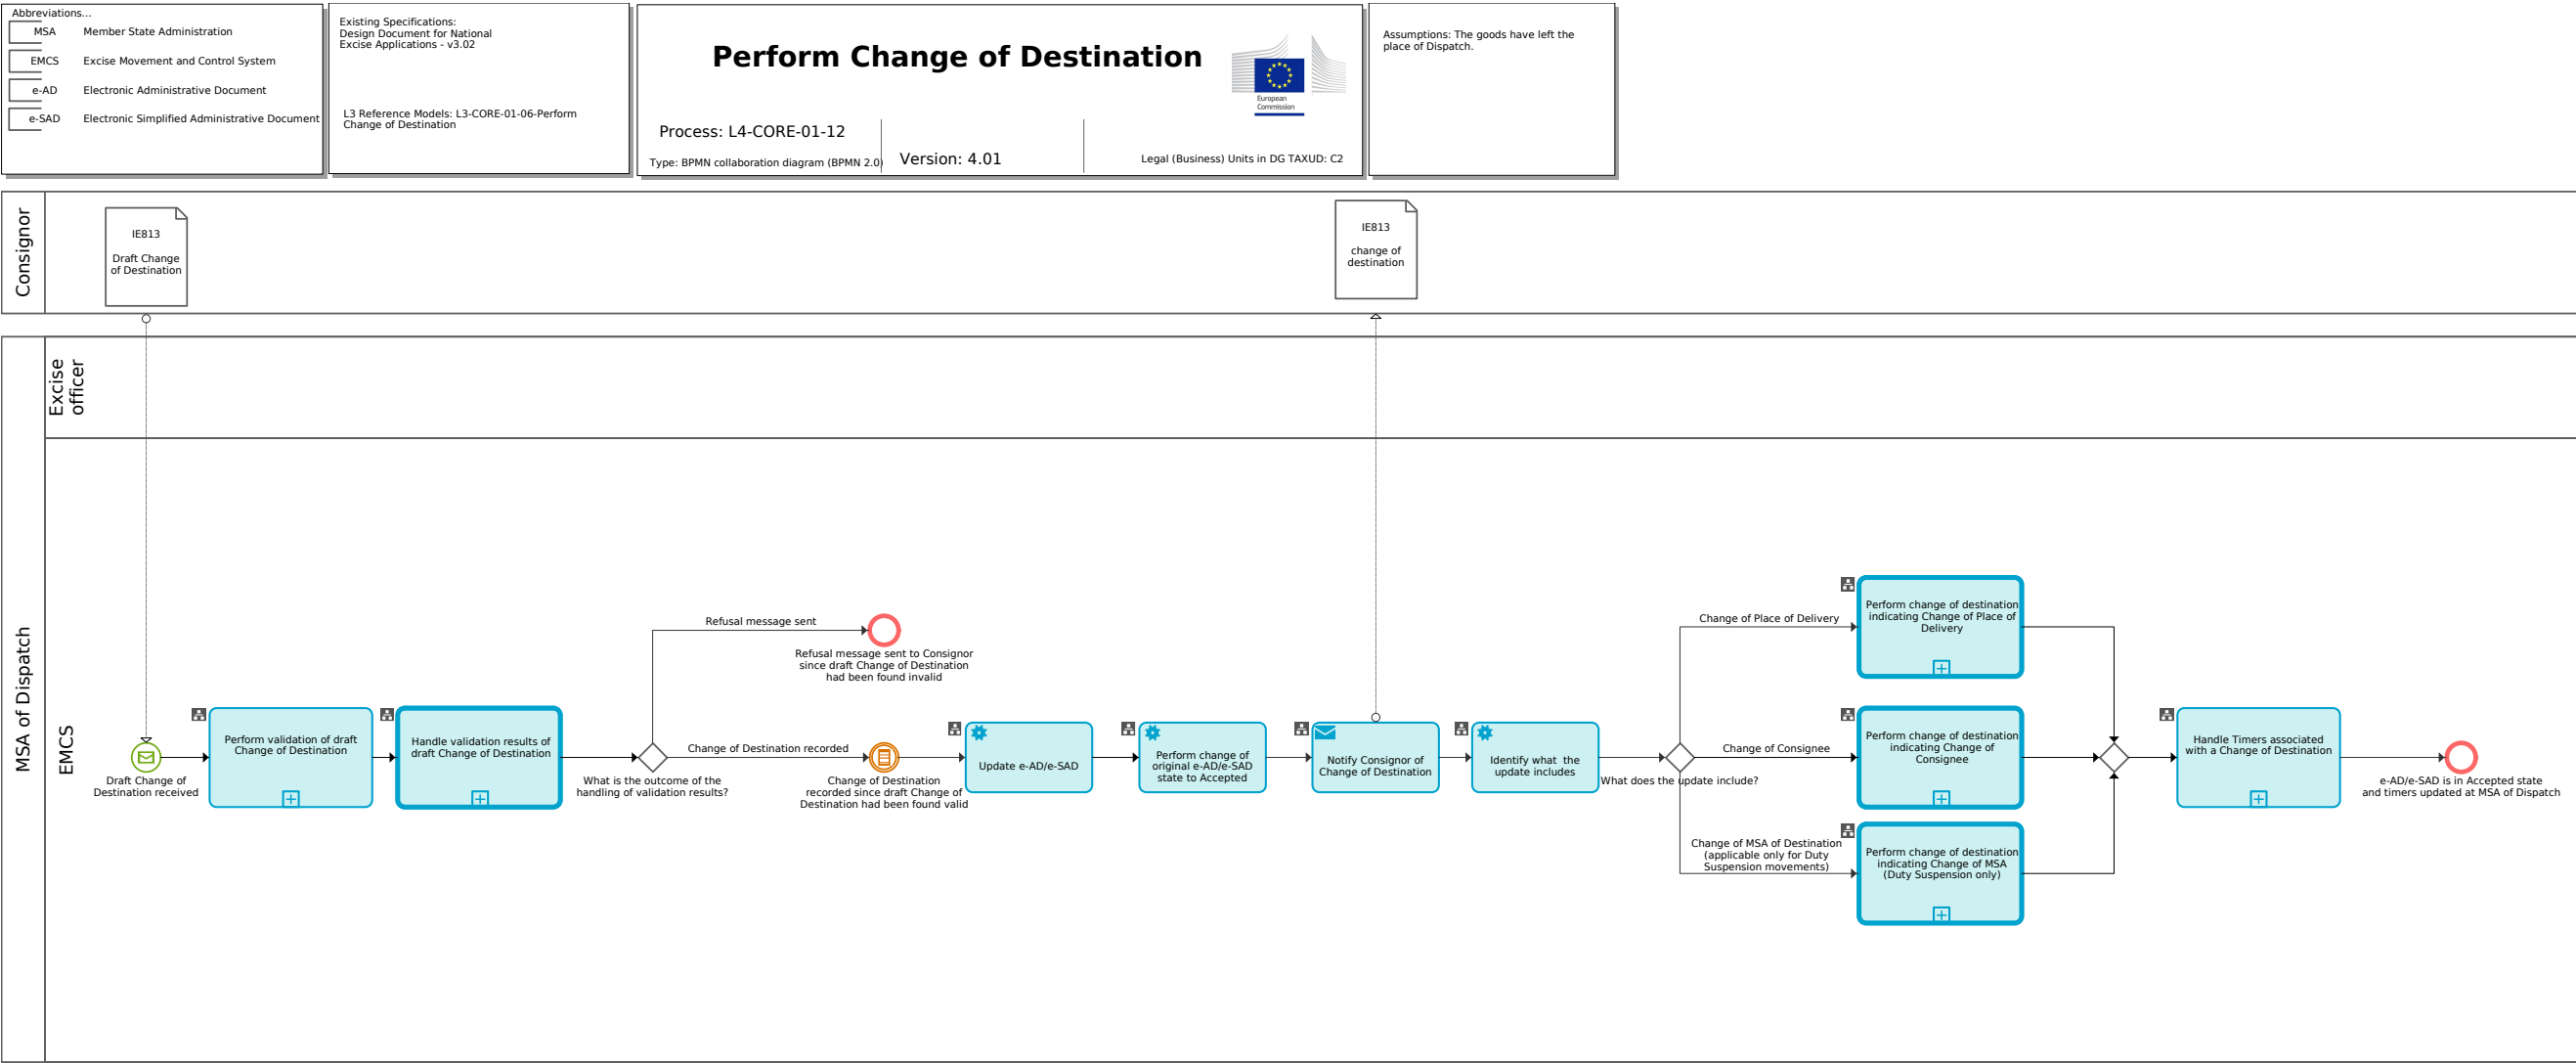 Abbreviations...
MSA Member State Administration
EMCS Excise Movement and Control System
e-AD Electronic Administrative Document
e-SAD Electronic Simplified Administrative Document
Existing Specifications:
Design Document for National
Excise Applications - v3.02
L3 Reference Models: L3-CORE-01-06-Perform
Change of Destination
Perform Change of Destination
European
Commission
Process: L4-CORE-01-12
Type: BPMN collaboration diagram (BPMN 2.0)
Version: 4.01
Legal (Business) Units in DG TAXUD: C2
Assumptions: The goods have left the
place of Dispatch.
Consignor
IE813
Draft Change
of Destination
IE813
change of
destination
MSA of Dispatch
Excise
officer
EMCS
Draft Change of
Destination received
Perform validation of draft
Change of Destination
Handle validation results of
draft Change of Destination
What is the outcome of the
handling of validation results?
Refusal message sent
Refusal message sent to Consignor
since draft Change of Destination
had been found invalid
Change of Destination recorded
Change of Destination
recorded since draft Change of
Destination had been found valid
Update e-AD/e-SAD
Perform change of
original e-AD/e-SAD
state to Accepted
Notify Consignor of
Change of Destination
Identify what the
update includes
What does the update include?
Change of Place of Delivery
Perform change of destination
indicating Change of Place of
Delivery
Change of Consignee
Perform change of destination
indicating Change of
Consignee
Change of MSA of Destination
(applicable only for Duty
Suspension movements)
Perform change of destination
indicating Change of MSA
(Duty Suspension only)
Handle Timers associated
with a Change of Destination
e-AD/e-SAD is in Accepted state
and timers updated at MSA of Dispatch